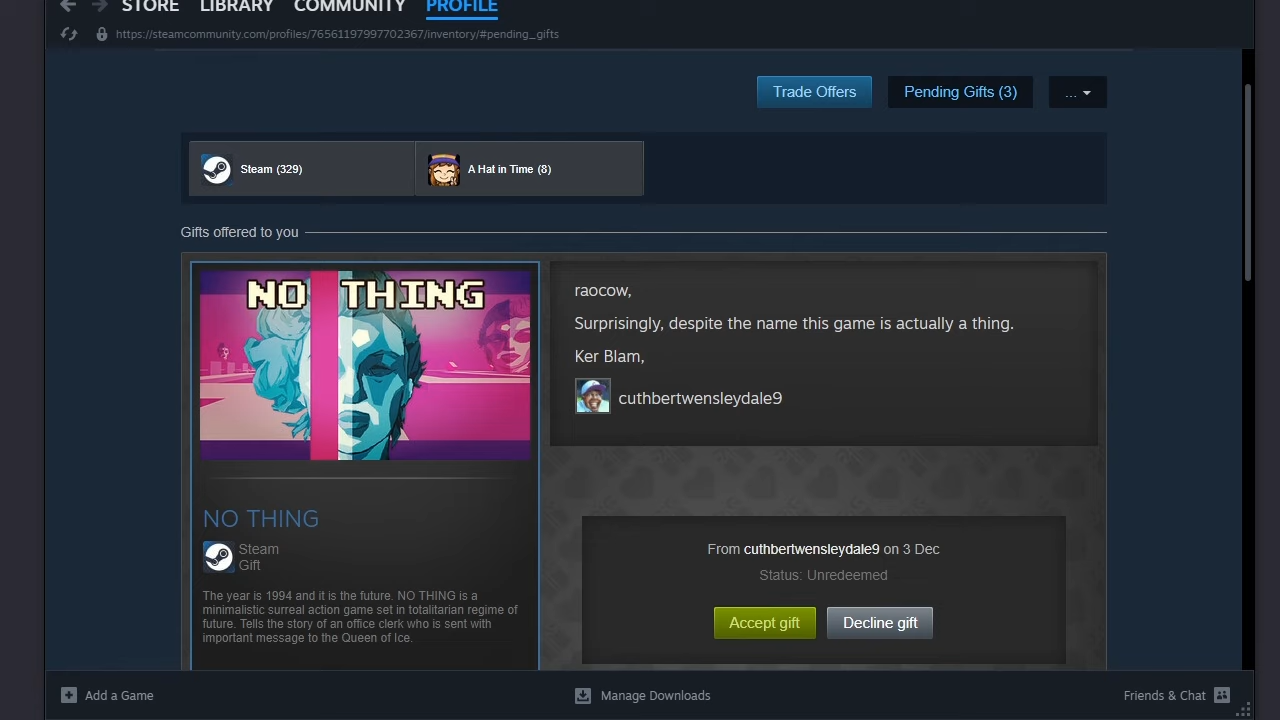 STORE LIBRARY COMMUNITY PROFILE
https://steamcommunity.com/profiles/76561197997702367/inventory/#pending_gifts
Trade Offers Pending Gifts (3) ...
Steam (329) A Hat in Time (8)
Gifts offered to you
NO THING
raocow,
Surprisingly, despite the name this game is actually a thing.
Ker Blam,
cuthbertwensleydale9
NO THING
Steam
Gift
The year is 1994 and it is the future. NO THING is a
minimalistic surreal action game set in totalitarian regime of
future. Tells the story of an office clerk who is sent with
important message to the Queen of Ice.
From cuthbertwensleydale9 on 3 Dec
Status: Unredeemed
Accept gift Decline gift
Add a Game Manage Downloads Friends & Chat